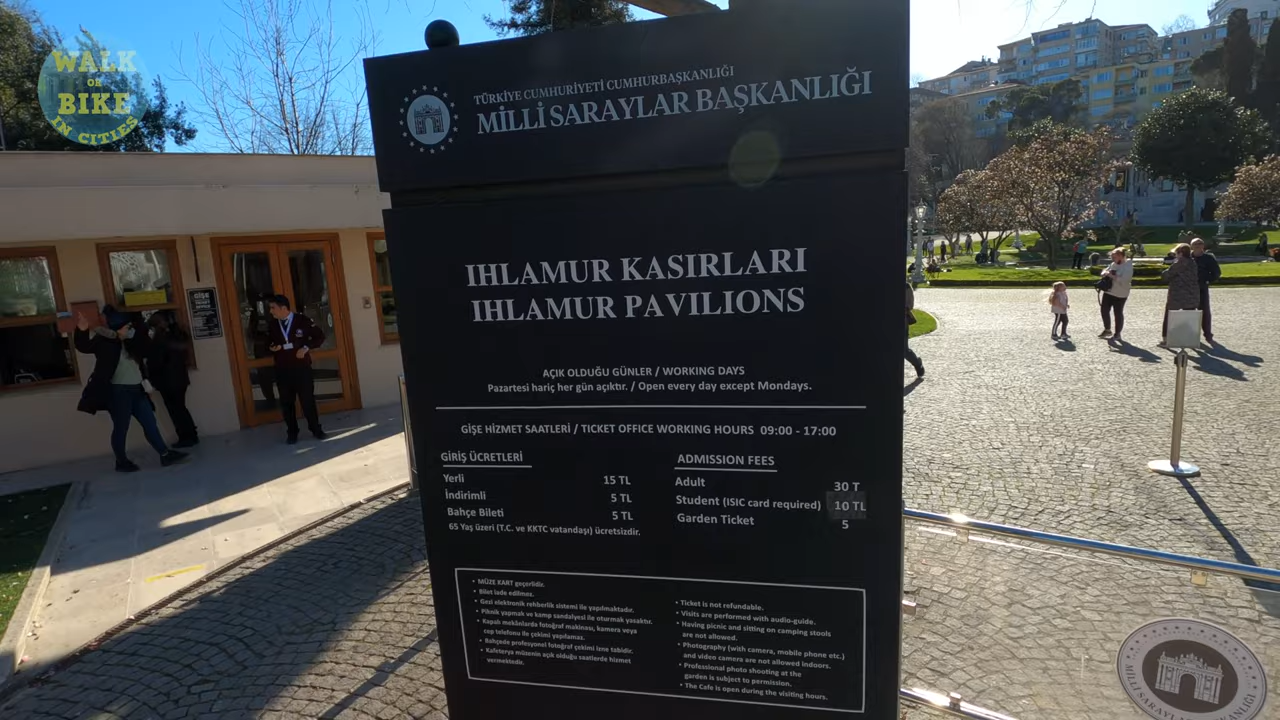 WALK
OR
BIKE
IN CITIES
TÜRKİYE CUMHURİYETİ CUMHURBAŞKANLIĞI
MİLLİ SARAYLAR BAŞKANLIĞI
IHLAMUR KASIRLARI
IHLAMUR PAVILIONS
AÇIK OLDUĞU GÜNLER / WORKING DAYS
Pazartesi hariç her gün açıktır. / Open every day except Mondays.
GİŞE HİZMET SAATLERİ / TICKET OFFICE WORKING HOURS 09:00 - 17:00
GİRİŞ ÜCRETLERİ
Yerli 15 TL
İndirimli 5 TL
Bahçe Bileti 5 TL
65 Yaş üzeri (T.C. ve KKTC vatandaşı) ücretsizdir.
ADMISSION FEES
Adult 30 T
Student (ISIC card required) 10 TL
Garden Ticket 5
• MÜZE KART geçerlidir.
• Bilet iade edilmez.
• Gezi elektronik rehberlik sistemi ile yapılmaktadır.
• Piknik yapmak ve kamp sandalyesi ile oturmak yasaktır.
• Kapalı mekânlarda fotoğraf makinası, kamera veya
cep telefonu ile çekimi yapılamaz.
• Bahçede profesyonel fotoğraf çekimi izne tabidir.
• Kafeterya müzenin açık olduğu saatlerde hizmet
vermektedir.
• Ticket is not refundable.
• Visits are performed with audio-guide.
• Having picnic and sitting on camping stools
are not allowed.
• Photography (with camera, mobile phone etc.)
and video camera are not allowed indoors.
• Professional photo shooting at the
garden is subject to permission.
• The Cafe is open during the visiting hours.
GİŞE
MİLLİ SARAYLAR